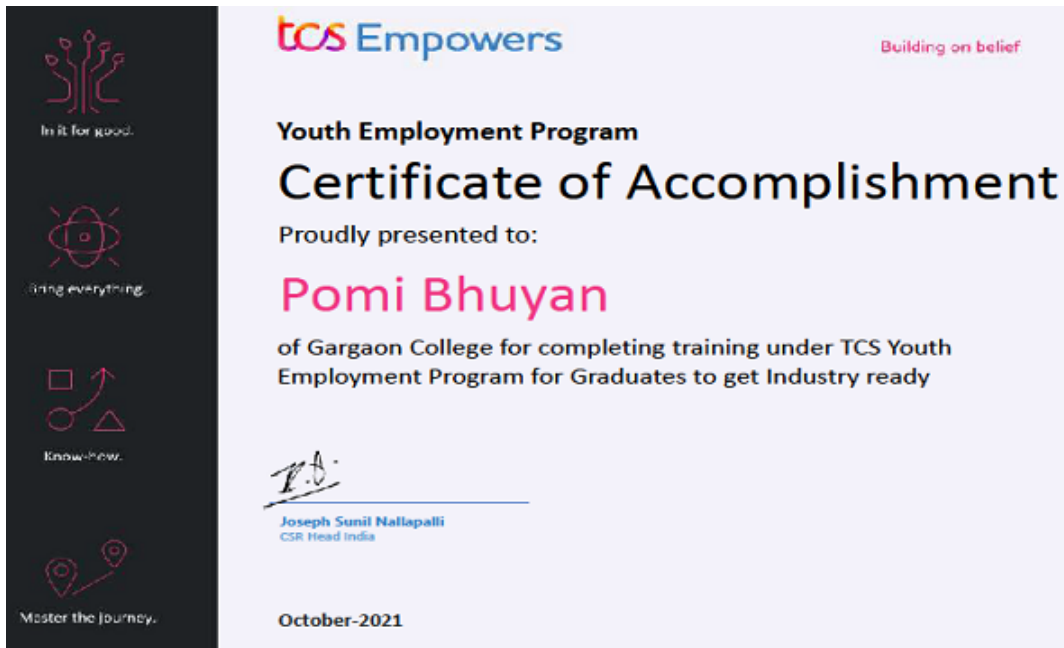 In it for good.
Bring everything.
Know-how.
Master the journey.
tcs Empowers
Building on belief
Youth Employment Program
Certificate of Accomplishment
Proudly presented to:
Pomi Bhuyan
of Gargaon College for completing training under TCS Youth
Employment Program for Graduates to get Industry ready
Joseph Sunil Nallapalli
CSR Head India
October-2021